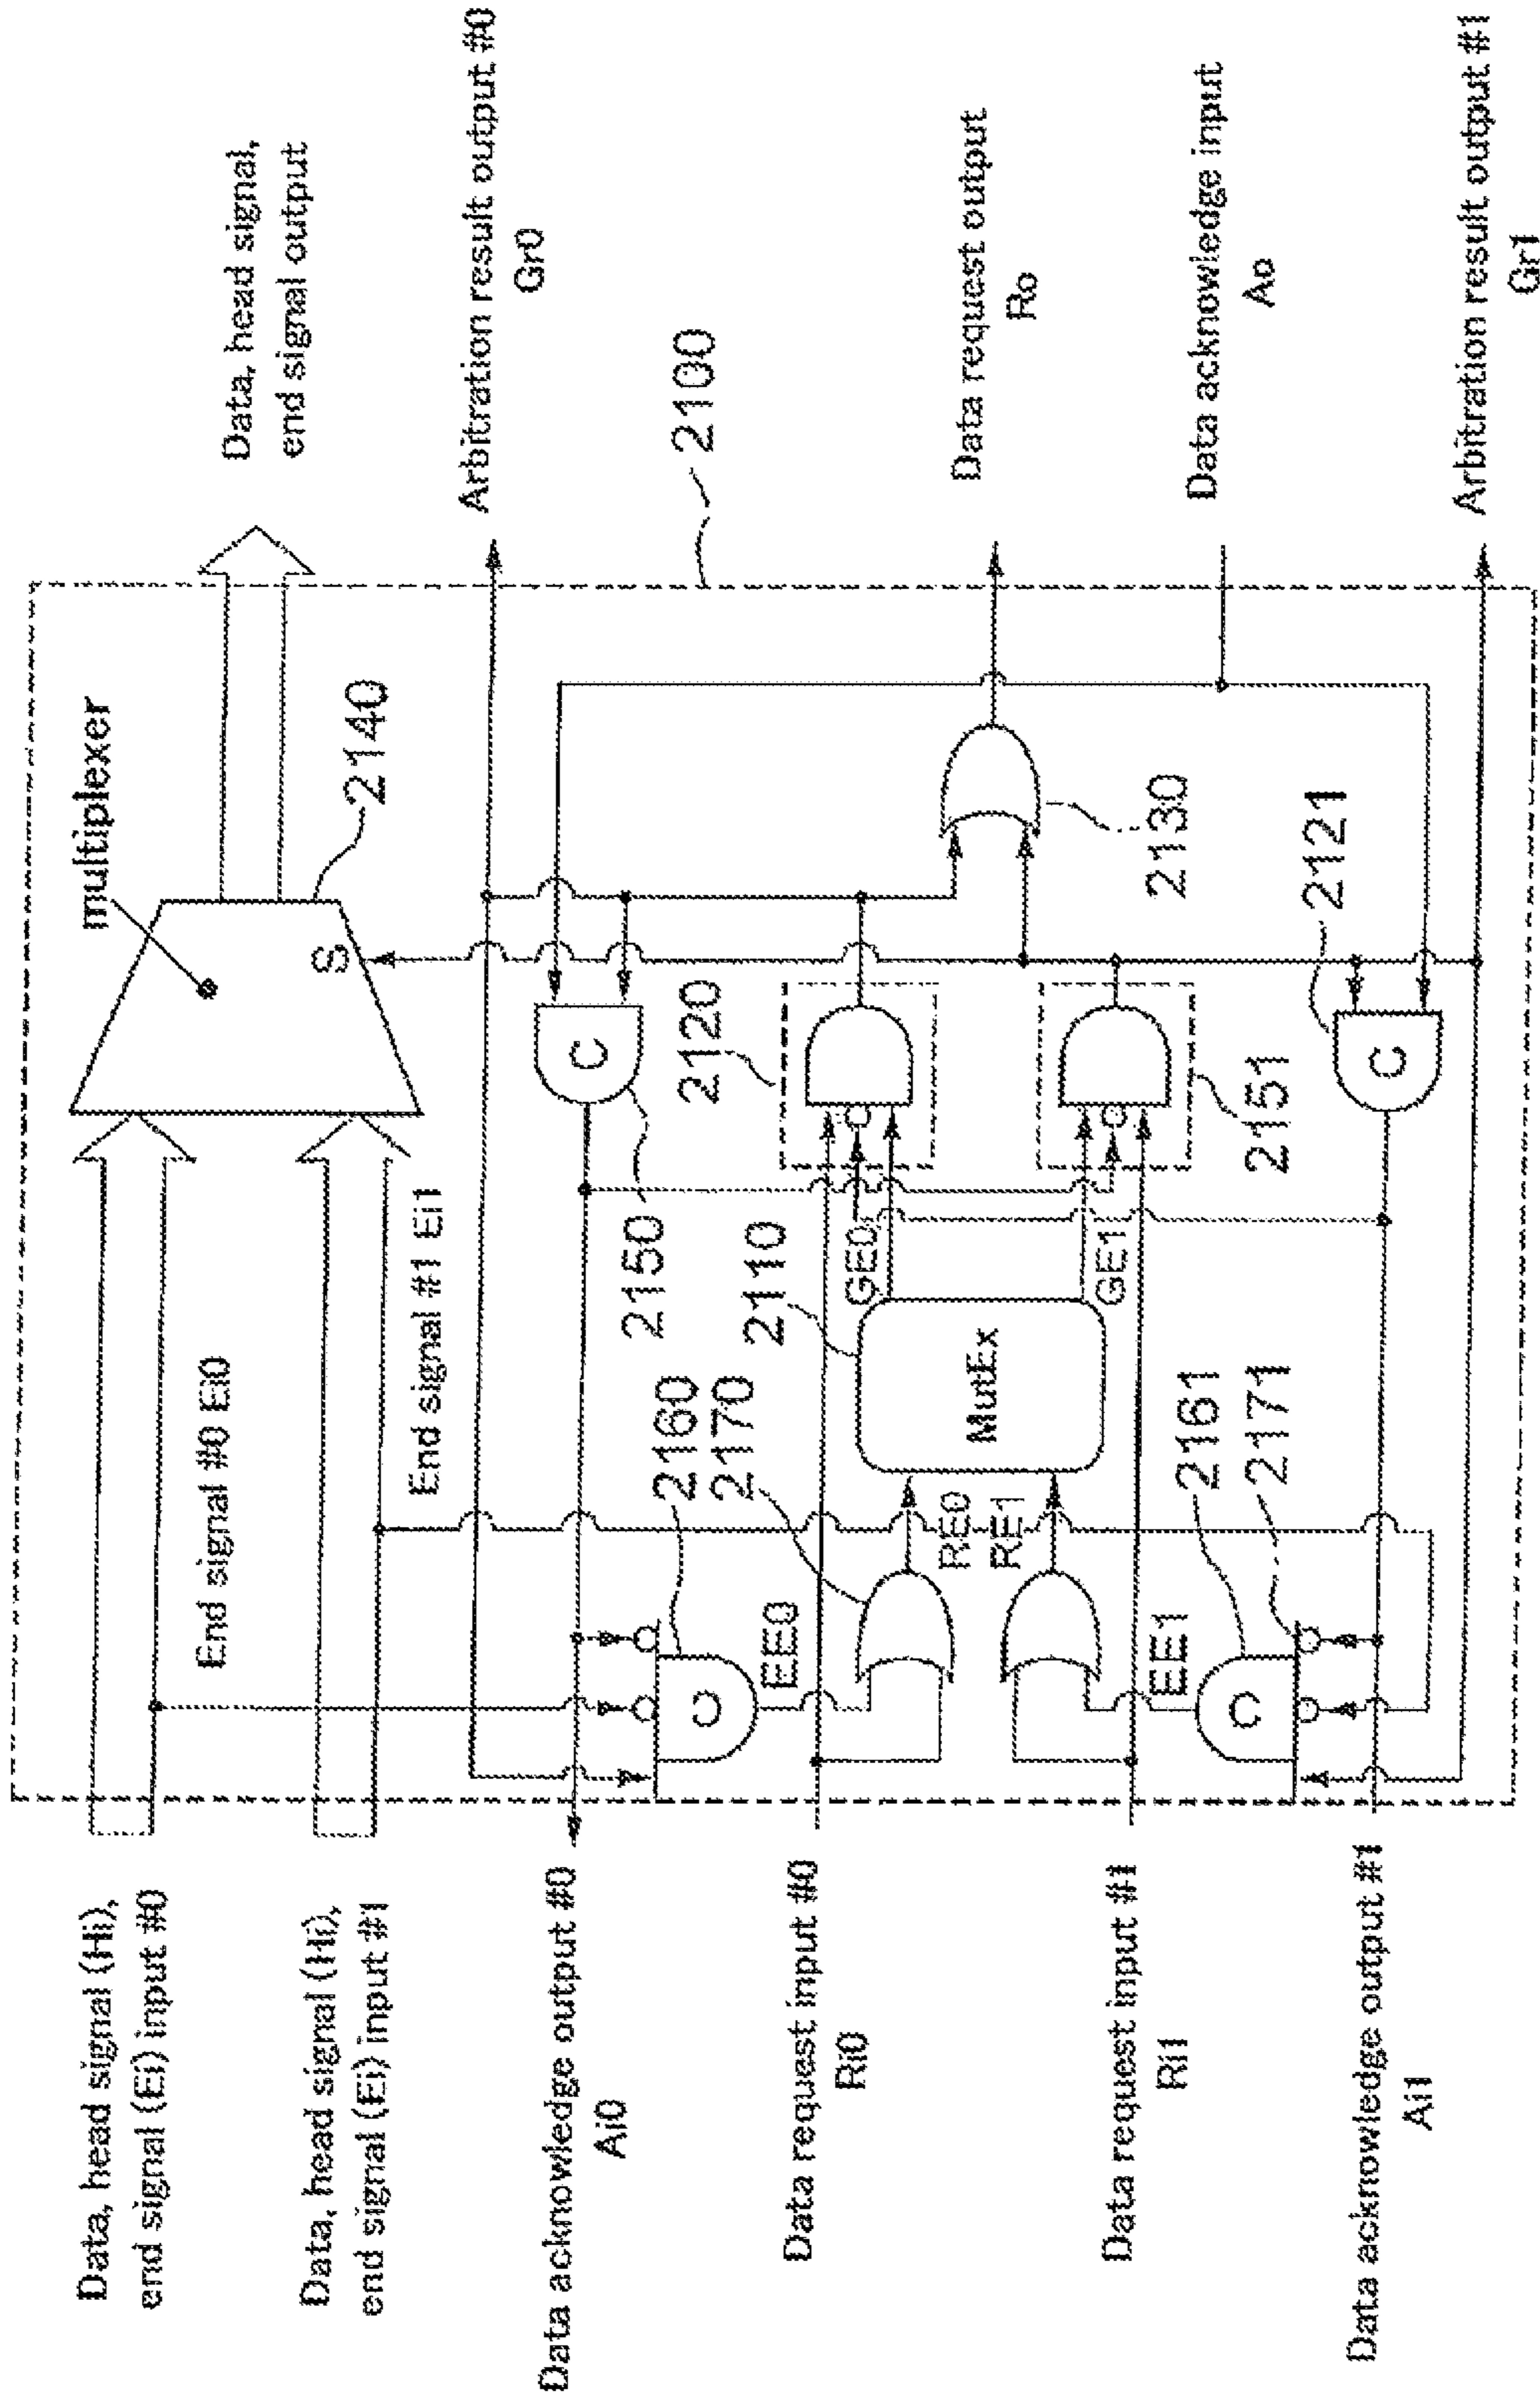 Data, head signal (Hi),
end signal (Ei) input #0
Data, head signal (Hi),
end signal (Ei) input #1
Data acknowledge output #0
Ai0
Data request input #0
Ri0
Data request input #1
Ri1
Data acknowledge output #1
Ai1
End signal #0 Ei0
End signal #1 Ei1
multiplexer
S
2140
Data, head signal,
end signal output
Arbitration result output #0
Gr0
2100
Data request output
Ro
Data acknowledge input
Ao
Arbitration result output #1
Gr1
C
2160
EE0
2170
RE0
RE1
EE1
C
2161
2171
MutEx
2110
GE0
GE1
2150
C
2120
2151
C
2121
2130